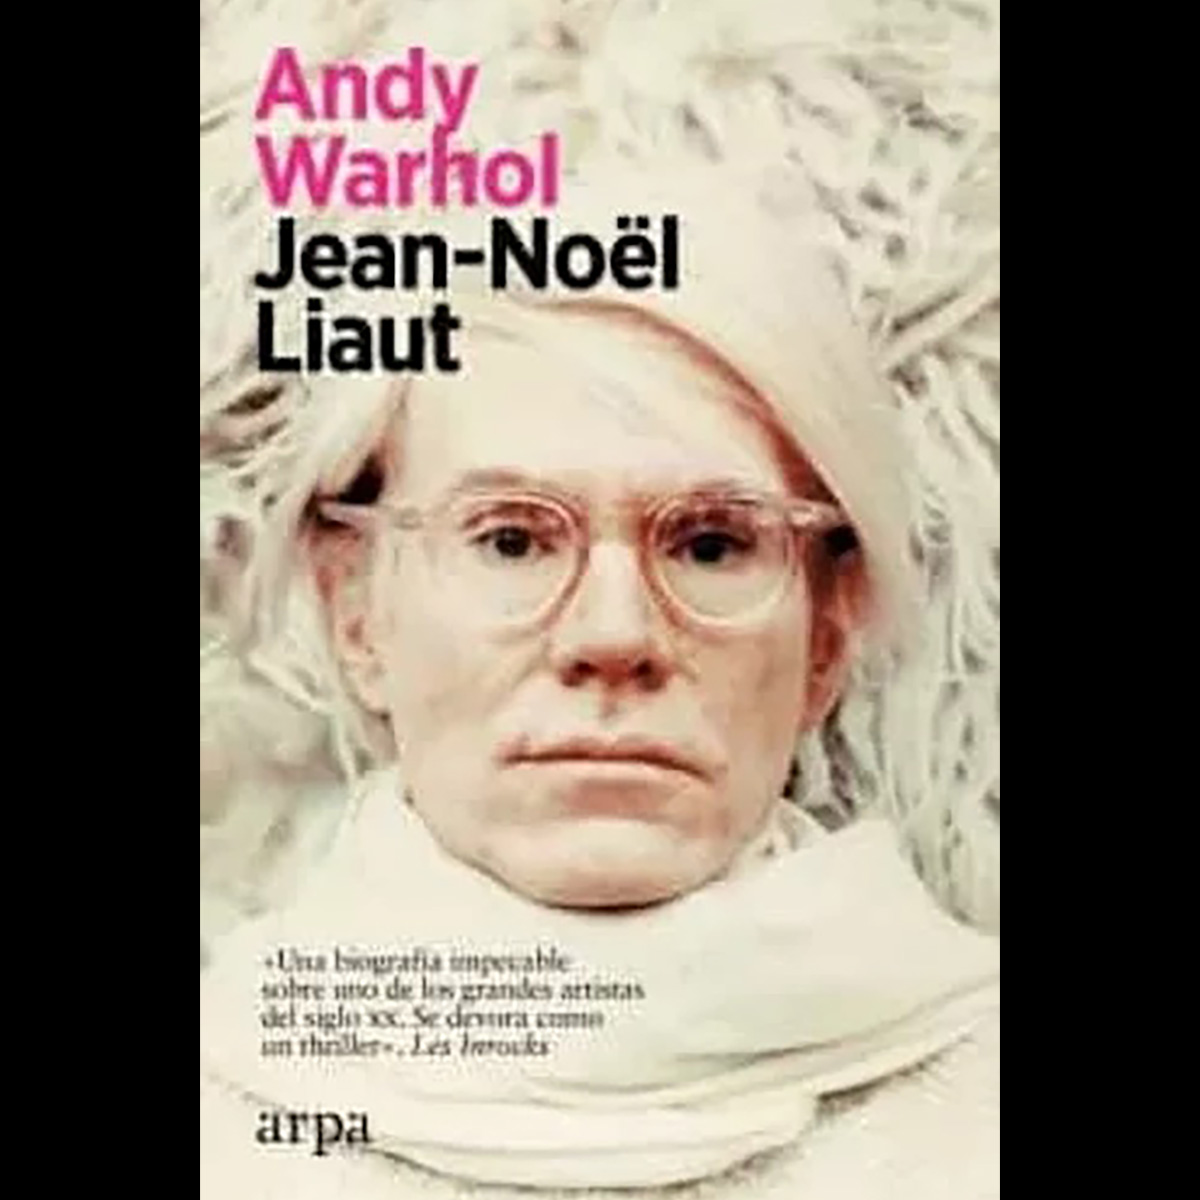 Andy
Warhol
Jean-Noël
Liaut
«Una biografía impecable
sobre uno de los grandes artistas
del siglo XX. Se devora como
un thriller». Les Inrocks
arpa